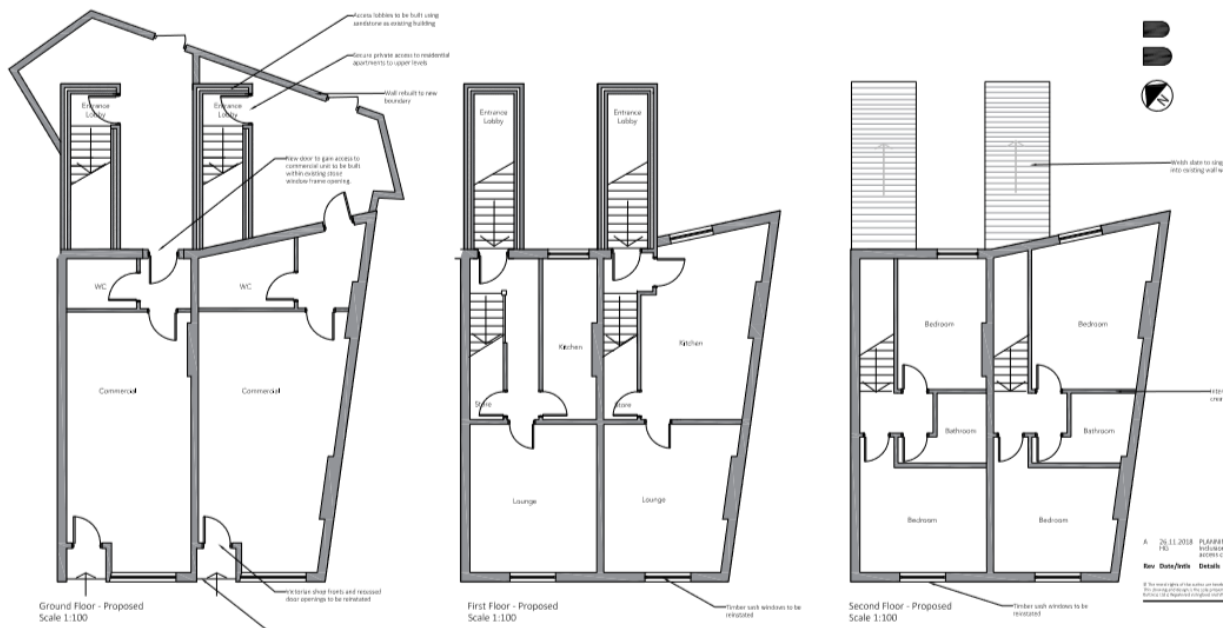 Access lobbies to be built using
sandstone as existing building
Secure private access to residential
apartments to upper levels
Wall rebuilt to new
boundary
Entrance
Lobby
Entrance
Lobby
New door to gain access to
commercial unit to be built
within existing stone
window frame opening.
WC
WC
Commercial
Commercial
Victorian shop fronts and recessed
door openings to be reinstated
Ground Floor - Proposed
Scale 1:100
Entrance
Lobby
Entrance
Lobby
Kitchen
Kitchen
Store
Store
Lounge
Lounge
Timber sash windows to be
reinstated
First Floor - Proposed
Scale 1:100
N
Welsh slate to
into existing wall
Bedroom
Bedroom
Bathroom
Bathroom
Bedroom
Bedroom
Timber sash windows to be
reinstated
Second Floor - Proposed
Scale 1:100
A 26.11.2018
HG
Rev Date/Initls Details